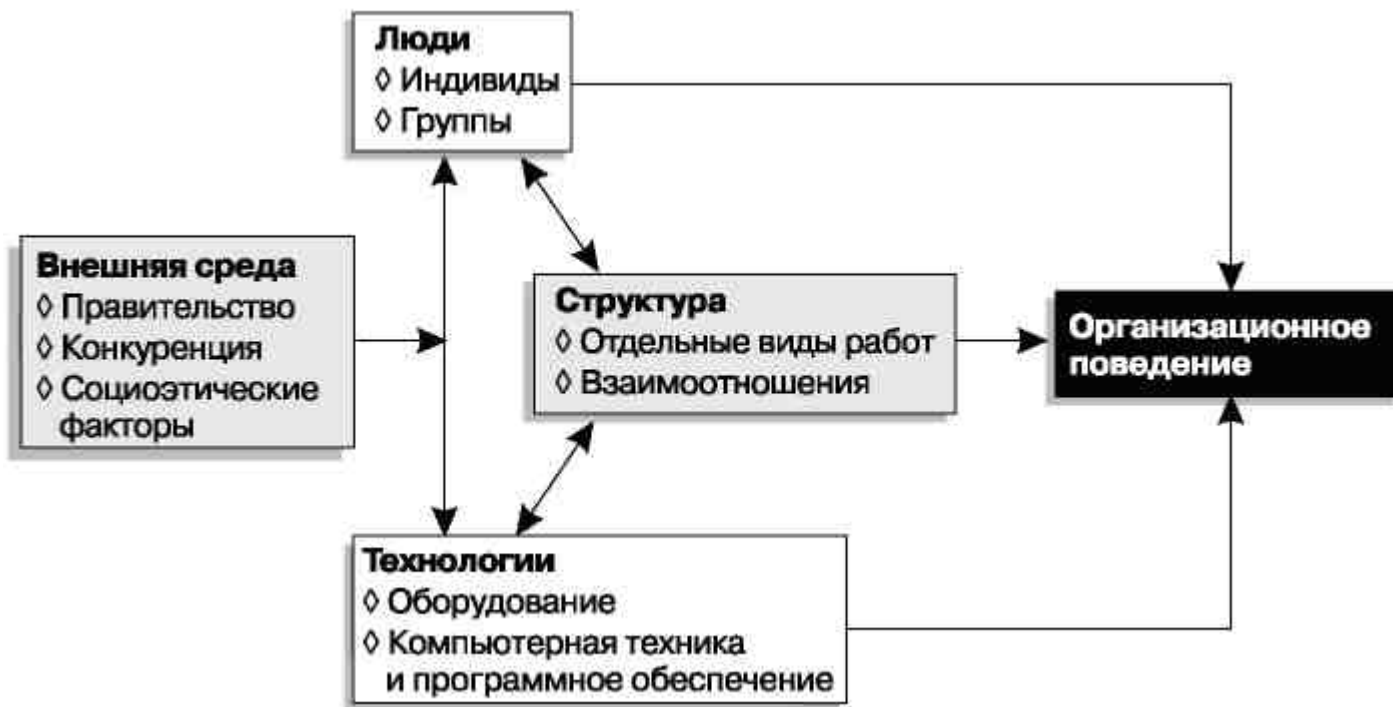 Люди
◊ Индивиды
◊ Группы
Внешняя среда
◊ Правительство
◊ Конкуренция
◊ Социоэтические
факторы
Структура
◊ Отдельные виды работ
◊ Взаимоотношения
Организационное
поведение
Технологии
◊ Оборудование
◊ Компьютерная техника
и программное обеспечение